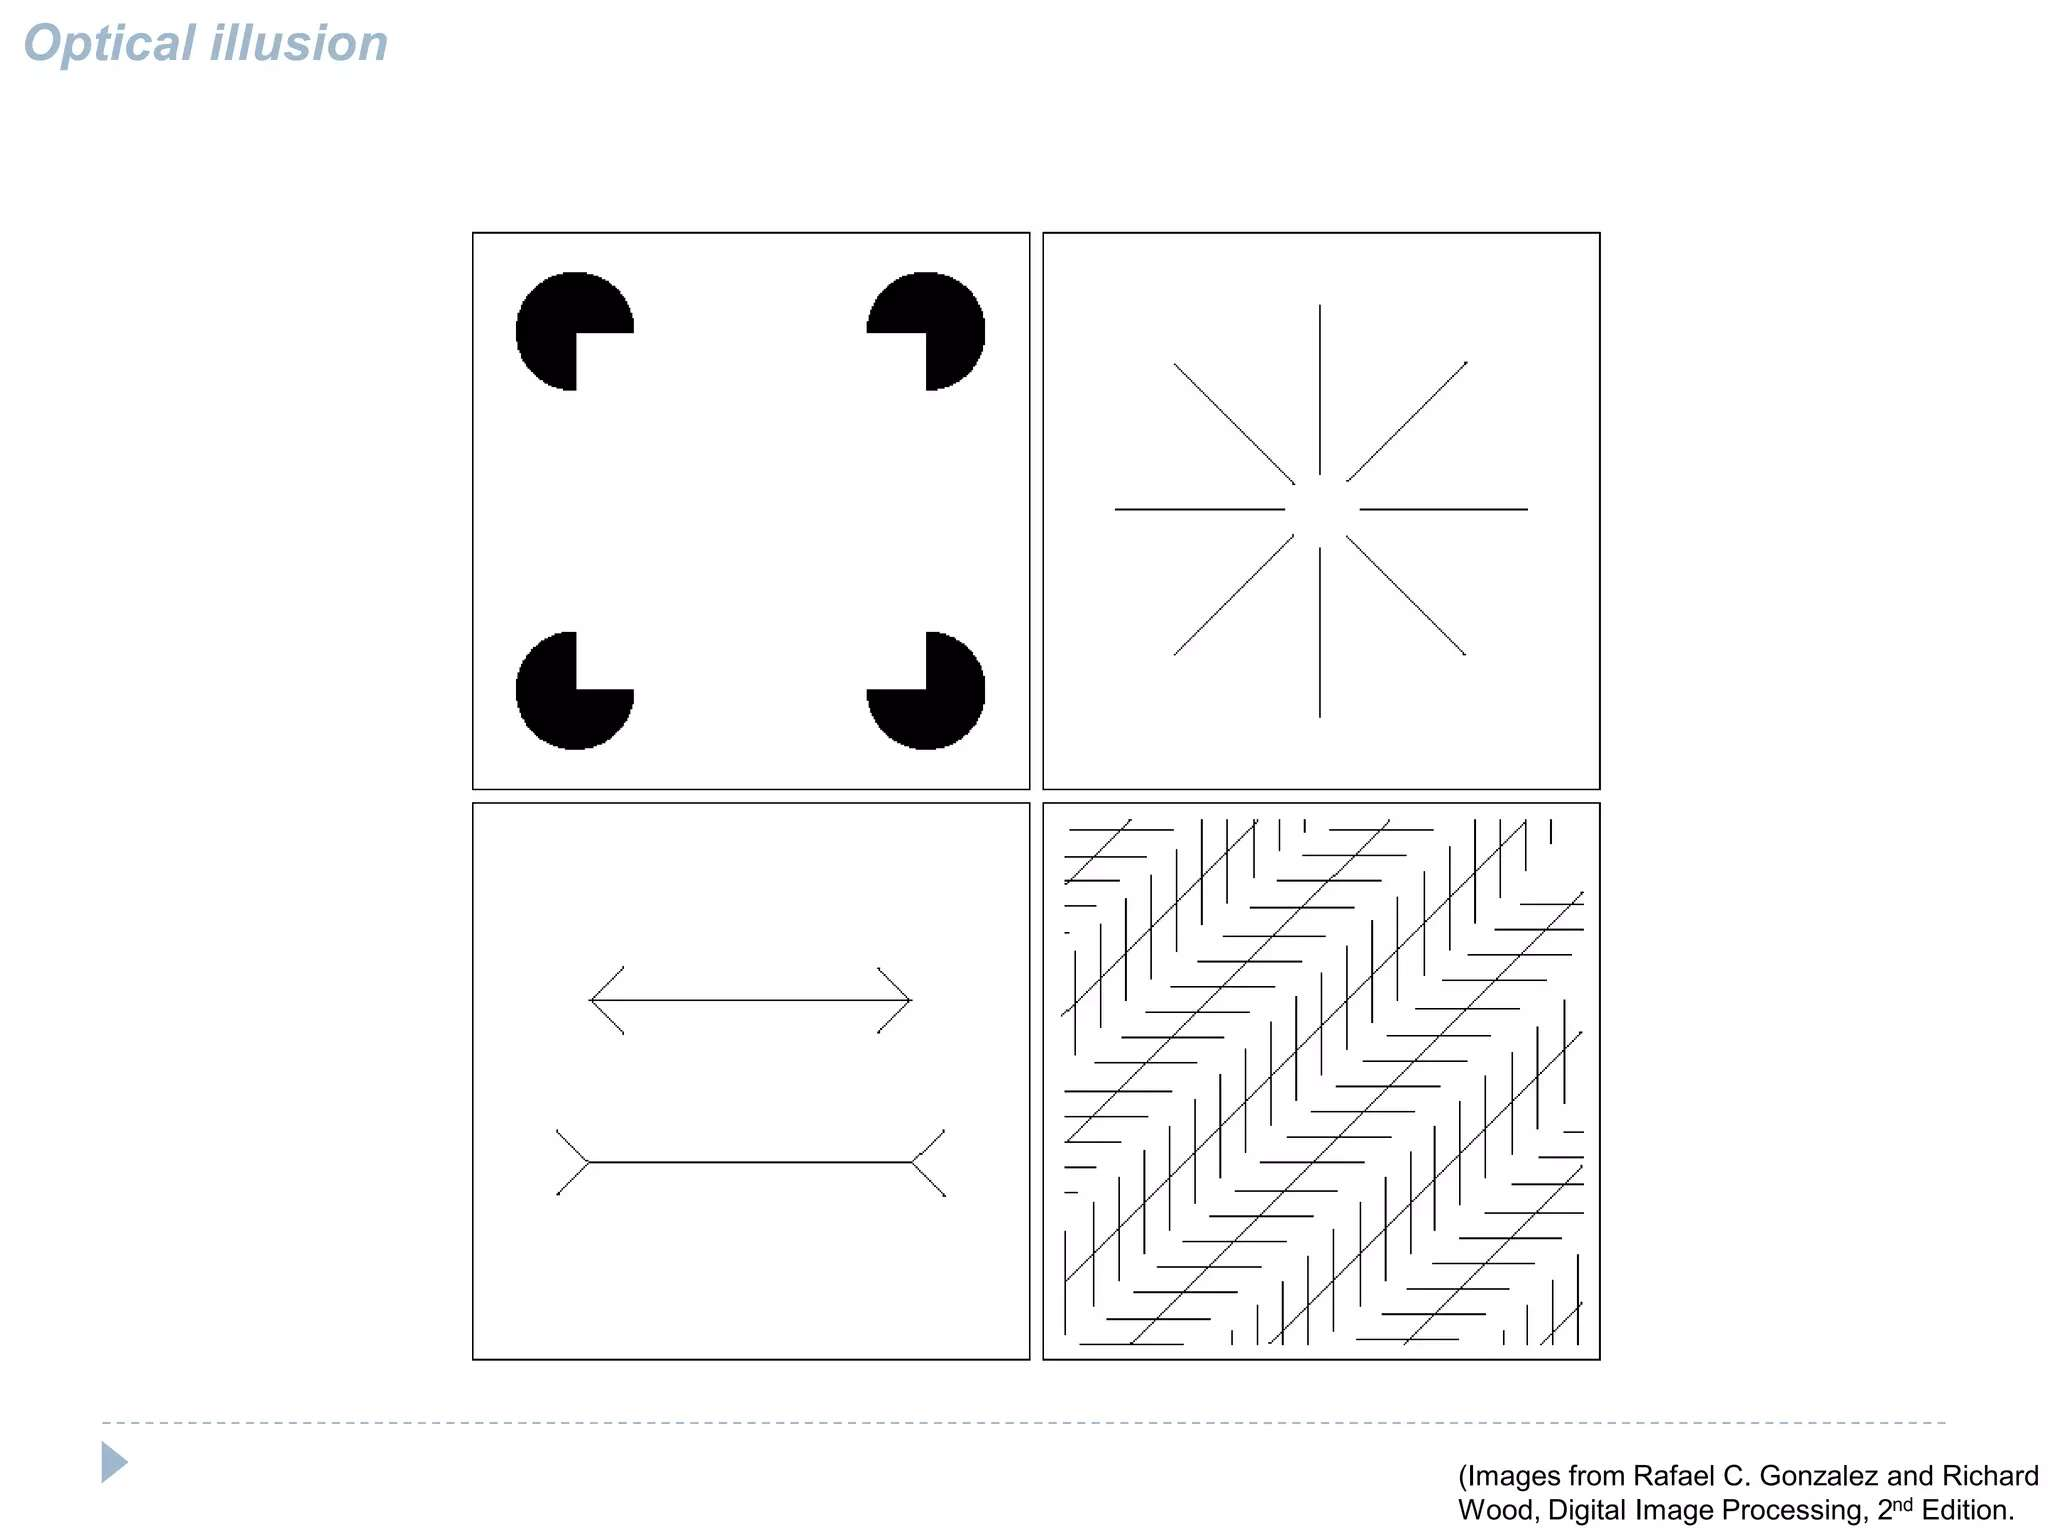 Optical illusion
(Images from Rafael C. Gonzalez and Richard
Wood, Digital Image Processing, 2nd Edition.